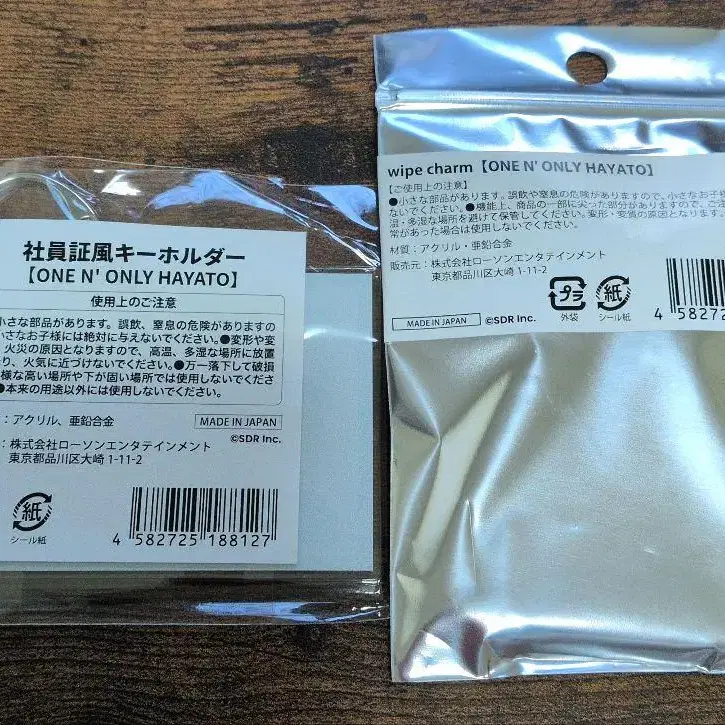 社員証風キーホルダー
【ONE N' ONLY HAYATO】
使用上のご注意
小さな部品があります。誤飲、窒息の危険がありますの
小さなお子様には絶対に与えないでください。●変形や変
火災の原因となりますので、高温、多湿な場所に放置
り、火気に近づけないでください。●万一落下して破損
様な高い場所や下が固い場所では使用しないでくださ
●本来の用途以外には使用しないでください。
：アクリル、亜鉛合金
MADE IN JAPAN
©SDR Inc.
：株式会社ローソンエンタテインメント
東京都品川区大崎 1-11-2
紙
シール紙
4 582725 188127
wipe charm【ONE N' ONLY HAYATO】
【ご使用上の注意】
●小さな部品があります。誤飲や窒息の危険がありますので、小さなお子様
ないでください。●機能上、商品の一部に尖った部分がありますので、ご注
温・多湿な場所を避けて保管してください。変形・変質の原因となります。
常があった場合は使用しないでください。
材質：アクリル・亜鉛合金
販売元：株式会社ローソンエンタテインメント
東京都品川区大崎 1-11-2
プラ
外袋
紙
シール紙
MADE IN JAPAN
©SDR Inc.
4 58272